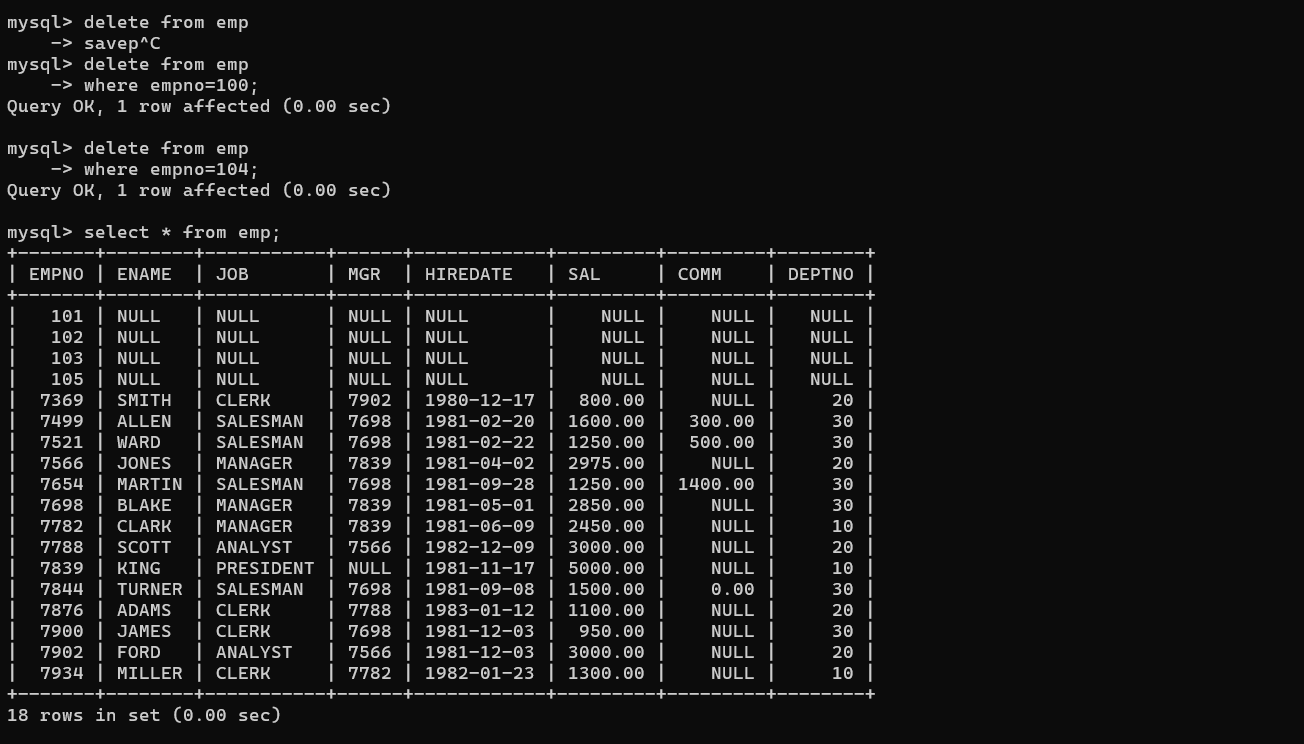 mysql> delete from emp
    -> savep^C
mysql> delete from emp
    -> where empno=100;
Query OK, 1 row affected (0.00 sec)

mysql> delete from emp
    -> where empno=104;
Query OK, 1 row affected (0.00 sec)

mysql> select * from emp;
+-------+--------+-----------+------+------------+---------+---------+--------+
| EMPNO | ENAME  | JOB       | MGR  | HIREDATE   | SAL     | COMM    | DEPTNO |
+-------+--------+-----------+------+------------+---------+---------+--------+
|   101 | NULL   | NULL      | NULL | NULL       |    NULL |    NULL |   NULL |
|   102 | NULL   | NULL      | NULL | NULL       |    NULL |    NULL |   NULL |
|   103 | NULL   | NULL      | NULL | NULL       |    NULL |    NULL |   NULL |
|   105 | NULL   | NULL      | NULL | NULL       |    NULL |    NULL |   NULL |
|  7369 | SMITH  | CLERK     | 7902 | 1980-12-17 |  800.00 |    NULL |     20 |
|  7499 | ALLEN  | SALESMAN  | 7698 | 1981-02-20 | 1600.00 |  300.00 |     30 |
|  7521 | WARD   | SALESMAN  | 7698 | 1981-02-22 | 1250.00 |  500.00 |     30 |
|  7566 | JONES  | MANAGER   | 7839 | 1981-04-02 | 2975.00 |    NULL |     20 |
|  7654 | MARTIN | SALESMAN  | 7698 | 1981-09-28 | 1250.00 | 1400.00 |     30 |
|  7698 | BLAKE  | MANAGER   | 7839 | 1981-05-01 | 2850.00 |    NULL |     30 |
|  7782 | CLARK  | MANAGER   | 7839 | 1981-06-09 | 2450.00 |    NULL |     10 |
|  7788 | SCOTT  | ANALYST   | 7566 | 1982-12-09 | 3000.00 |    NULL |     20 |
|  7839 | KING   | PRESIDENT | NULL | 1981-11-17 | 5000.00 |    NULL |     10 |
|  7844 | TURNER | SALESMAN  | 7698 | 1981-09-08 | 1500.00 |    0.00 |     30 |
|  7876 | ADAMS  | CLERK     | 7788 | 1983-01-12 | 1100.00 |    NULL |     20 |
|  7900 | JAMES  | CLERK     | 7698 | 1981-12-03 |  950.00 |    NULL |     30 |
|  7902 | FORD   | ANALYST   | 7566 | 1981-12-03 | 3000.00 |    NULL |     20 |
|  7934 | MILLER | CLERK     | 7782 | 1982-01-23 | 1300.00 |    NULL |     10 |
+-------+--------+-----------+------+------------+---------+---------+--------+
18 rows in set (0.00 sec)